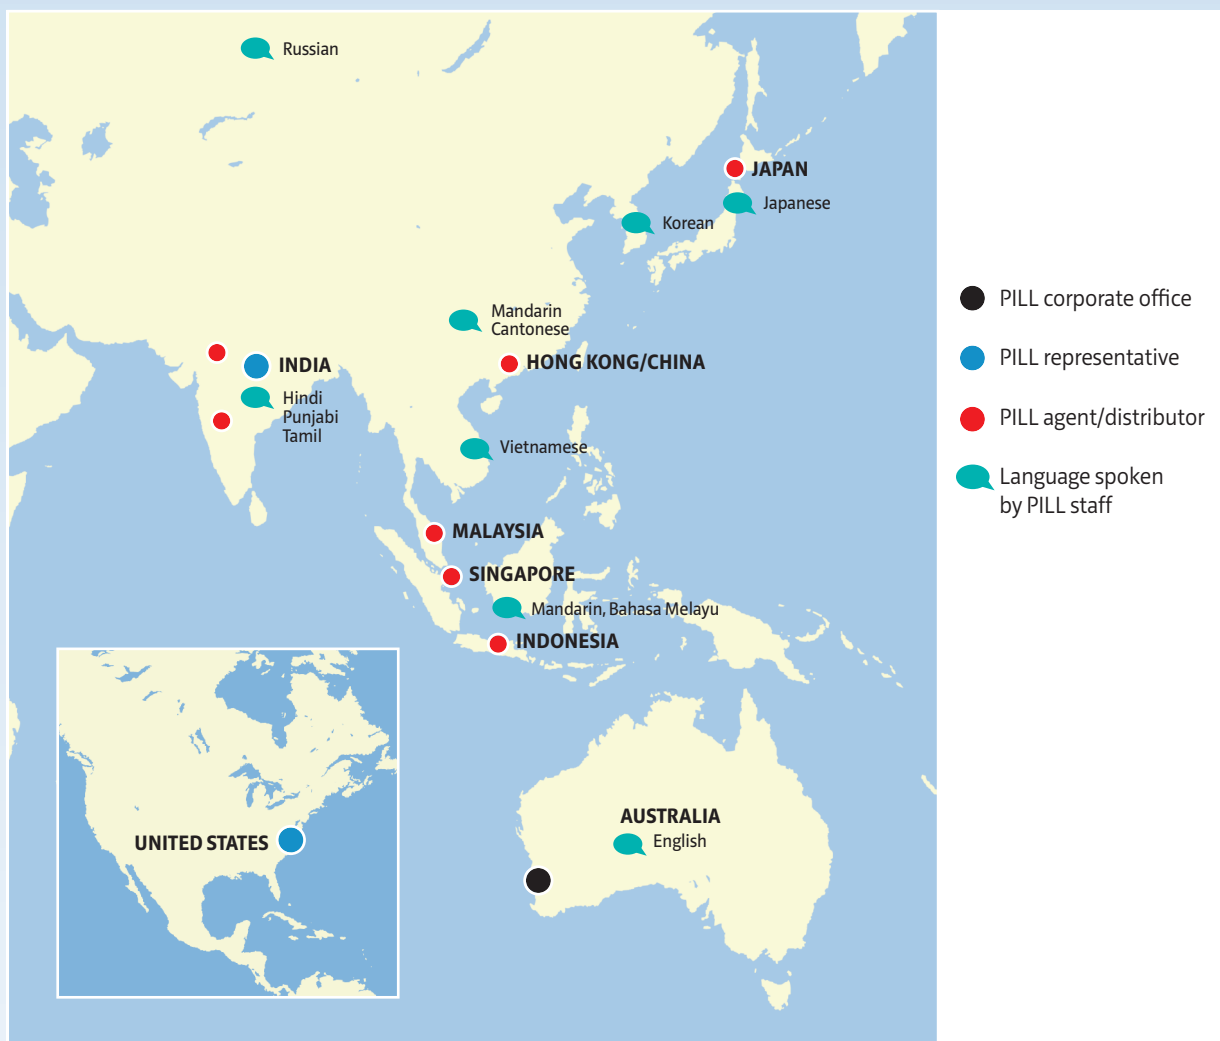 Russian
JAPAN
Japanese
Korean
Mandarin
Cantonese
HONG KONG/CHINA
INDIA
Hindi
Punjabi
Tamil
Vietnamese
MALAYSIA
SINGAPORE
Mandarin, Bahasa Melayu
INDONESIA
AUSTRALIA
English
UNITED STATES
PILL corporate office
PILL representative
PILL agent/distributor
Language spoken
by PILL staff